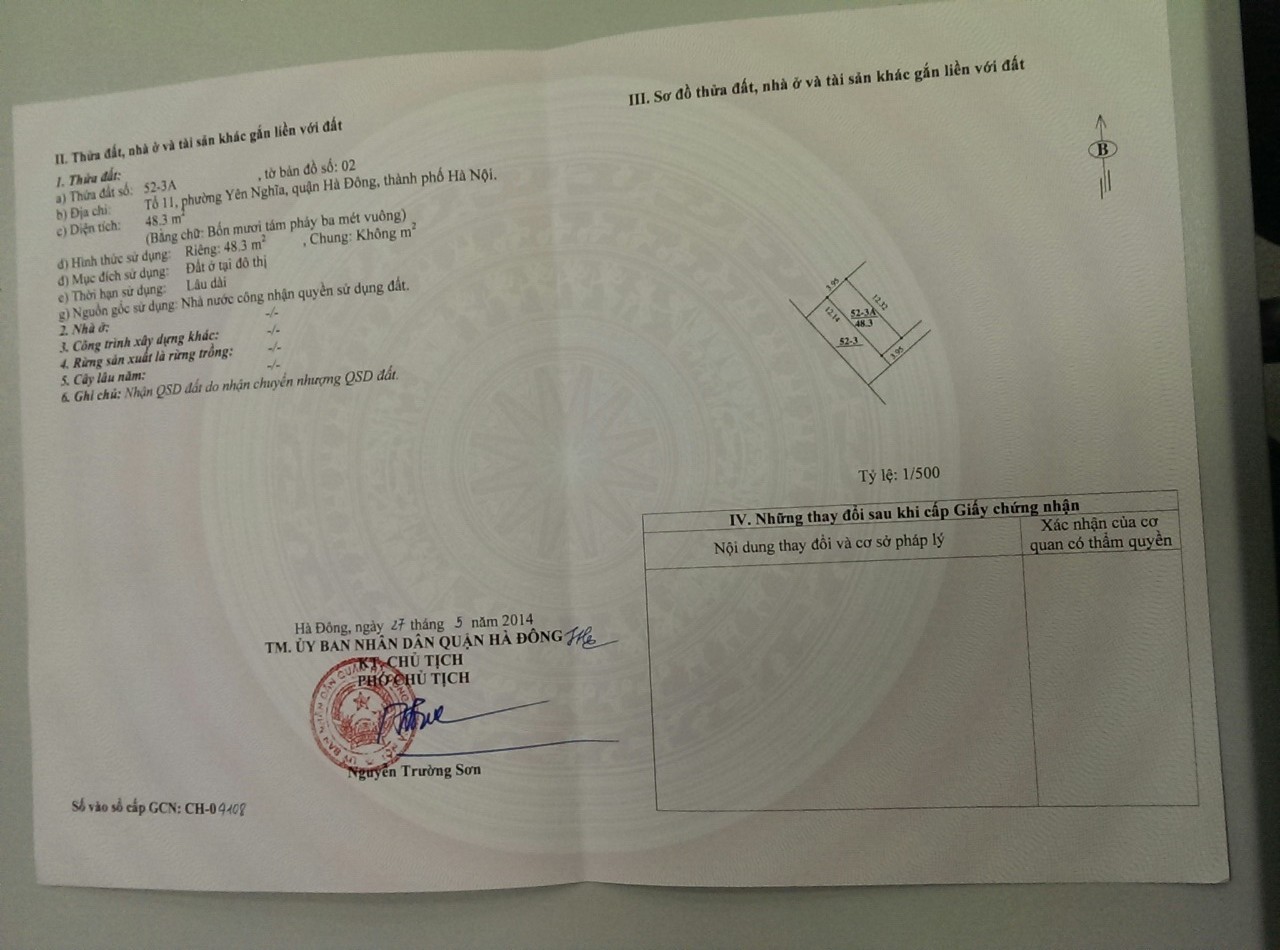 II. Thửa đất, nhà ở và tài sản khác gắn liền với đất
1. Thửa đất:
a) Thửa đất số: 52-3A , tờ bản đồ số: 02
b) Địa chỉ: Tổ 11, phường Yên Nghĩa, quận Hà Đông, thành phố Hà Nội.
c) Diện tích: 48.3 m²
(Bằng chữ: Bốn mươi tám phảy ba mét vuông)
d) Hình thức sử dụng: Riêng: 48.3 m² , Chung: Không m²
đ) Mục đích sử dụng: Đất ở tại đô thị
e) Thời hạn sử dụng: Lâu dài
g) Nguồn gốc sử dụng: Nhà nước công nhận quyền sử dụng đất.
2. Nhà ở: -/-
3. Công trình xây dựng khác: -/-
4. Rừng sản xuất là rừng trồng: -/-
5. Cây lâu năm: -/-
6. Ghi chú: Nhận QSD đất do nhận chuyển nhượng QSD đất.
Hà Đông, ngày 27 tháng 5 năm 2014
TM. ỦY BAN NHÂN DÂN QUẬN HÀ ĐÔNG
KT. CHỦ TỊCH
PHÓ CHỦ TỊCH
Nguyễn Trường Sơn
Số vào sổ cấp GCN: CH-04108
III. Sơ đồ thửa đất, nhà ở và tài sản khác gắn liền với đất
B
3.95
12.32
12.14
52-3A
48.3
52-3
3.95
Tỷ lệ: 1/500
IV. Những thay đổi sau khi cấp Giấy chứng nhận
Nội dung thay đổi và cơ sở pháp lý
Xác nhận của cơ
quan có thẩm quyền